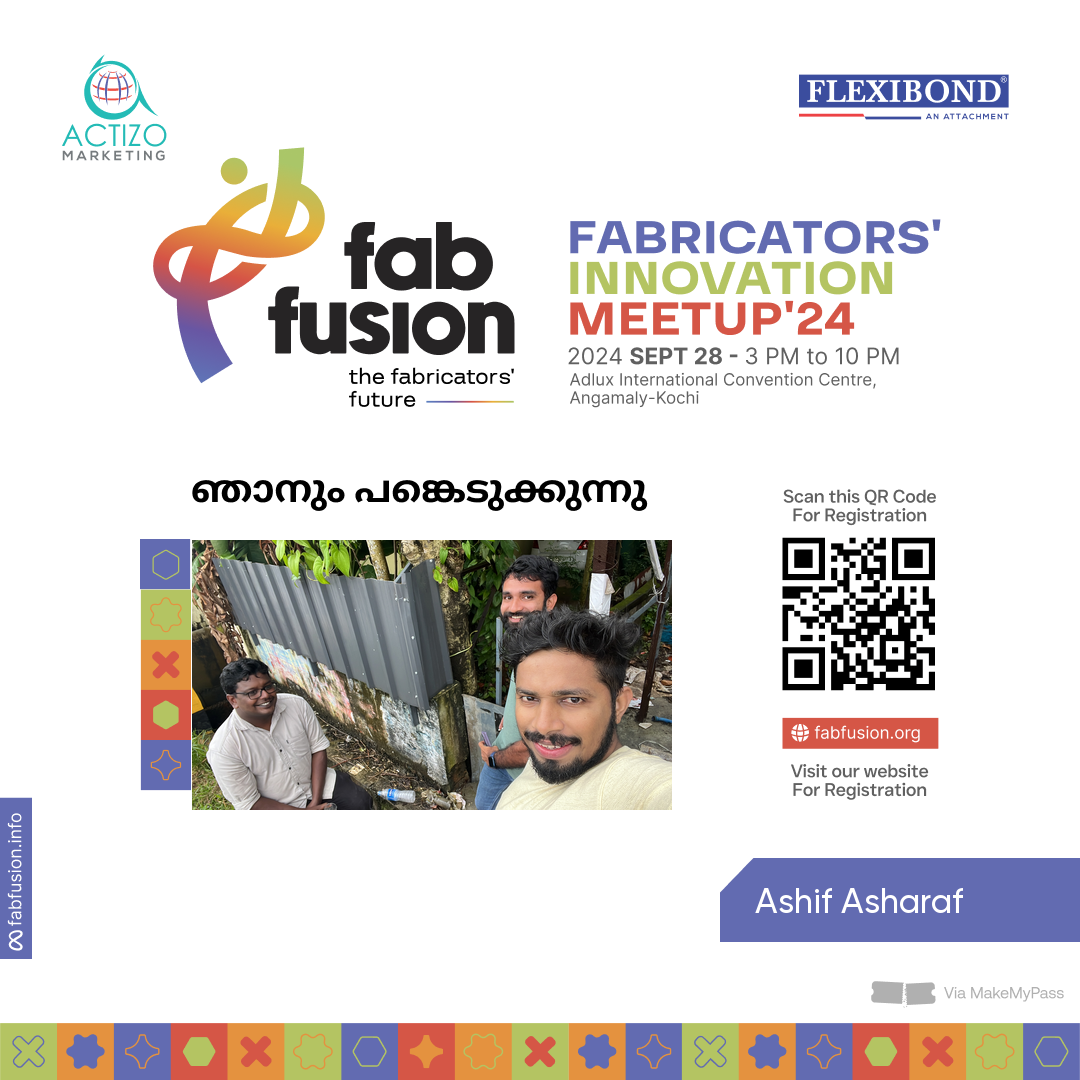 ACTIZO
MARKETING
FLEXIBOND®
AN ATTACHMENT
fab
fusion
the fabricators'
future
FABRICATORS'
INNOVATION
MEETUP'24
2024 SEPT 28 - 3 PM to 10 PM
Adlux International Convention Centre,
Angamaly-Kochi
ഞാനും പങ്കെടുക്കുന്നു
Scan this QR Code
For Registration
fabfusion.org
Visit our website
For Registration
fabfusion.info
Ashif Asharaf
Via MakeMyPass